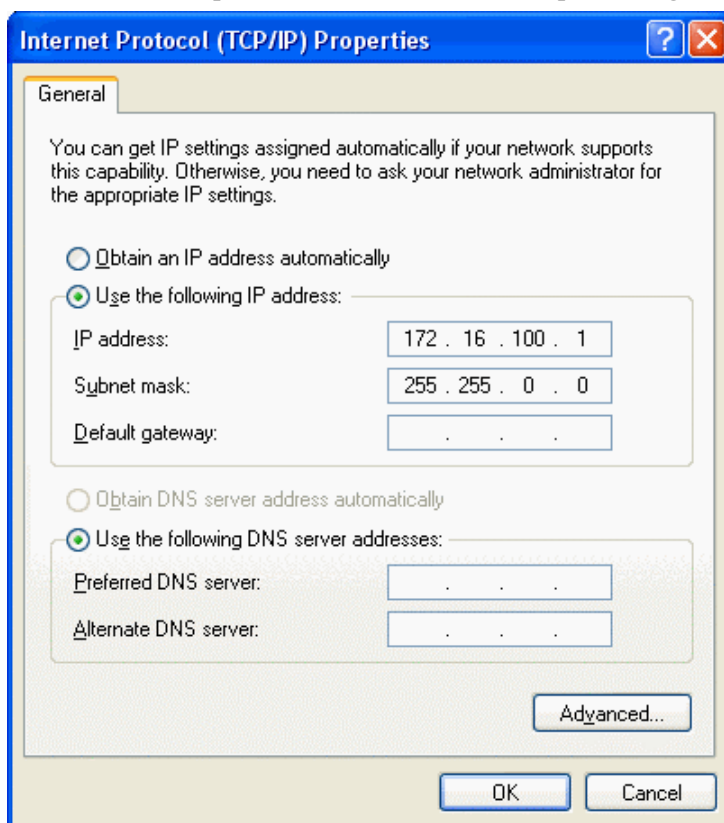 Internet Protocol (TCP/IP) Properties
General
You can get IP settings assigned automatically if your network supports
this capability. Otherwise, you need to ask your network administrator for
the appropriate IP settings.
Obtain an IP address automatically
Use the following IP address:
IP address: 172 . 16 . 100 . 1
Subnet mask: 255 . 255 . 0 . 0
Default gateway: . . .
Obtain DNS server address automatically
Use the following DNS server addresses:
Preferred DNS server: . . .
Alternate DNS server: . . .
Advanced...
OK Cancel